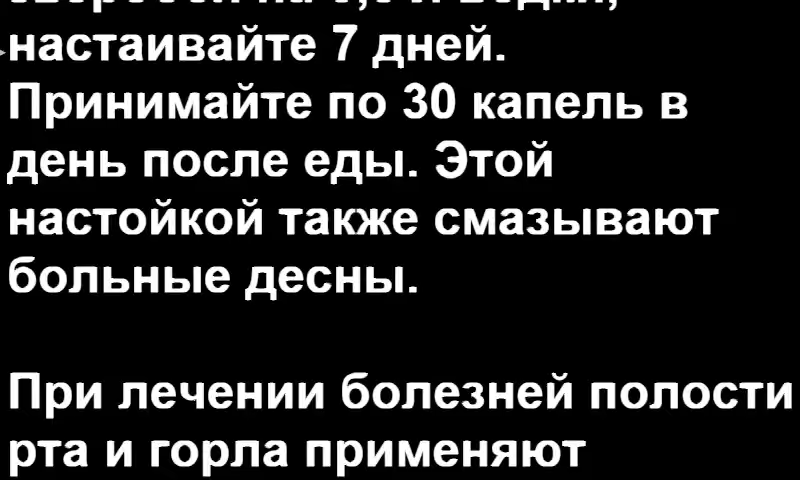 настаивайте 7 дней.
Принимайте по 30 капель в
день после еды. Этой
настойкой также смазывают
больные десны.
При лечении болезней полости
рта и горла применяют